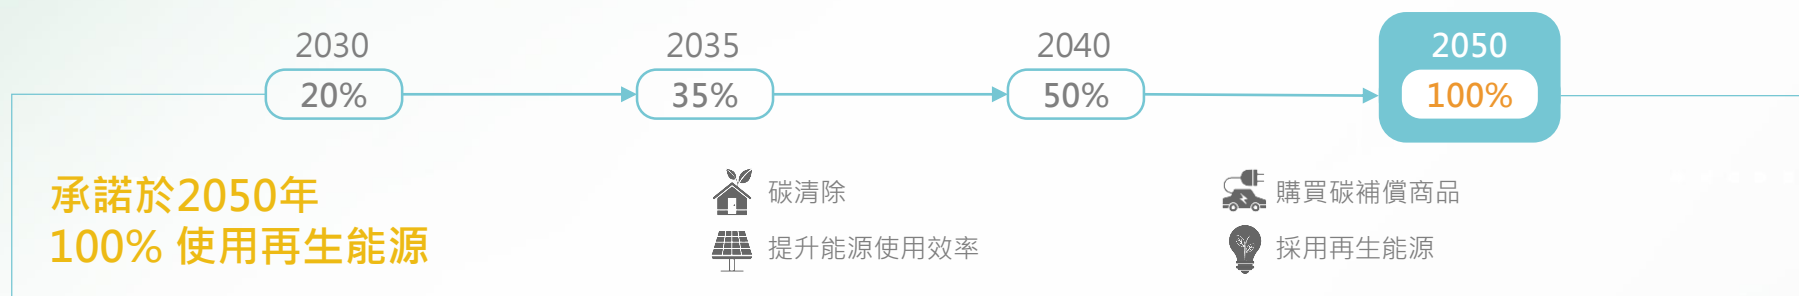 2030
20%
2035
35%
2040
50%
2050
100%
承諾於2050年
100% 使用再生能源
碳清除
提升能源使用效率
購買碳補償商品
採用再生能源